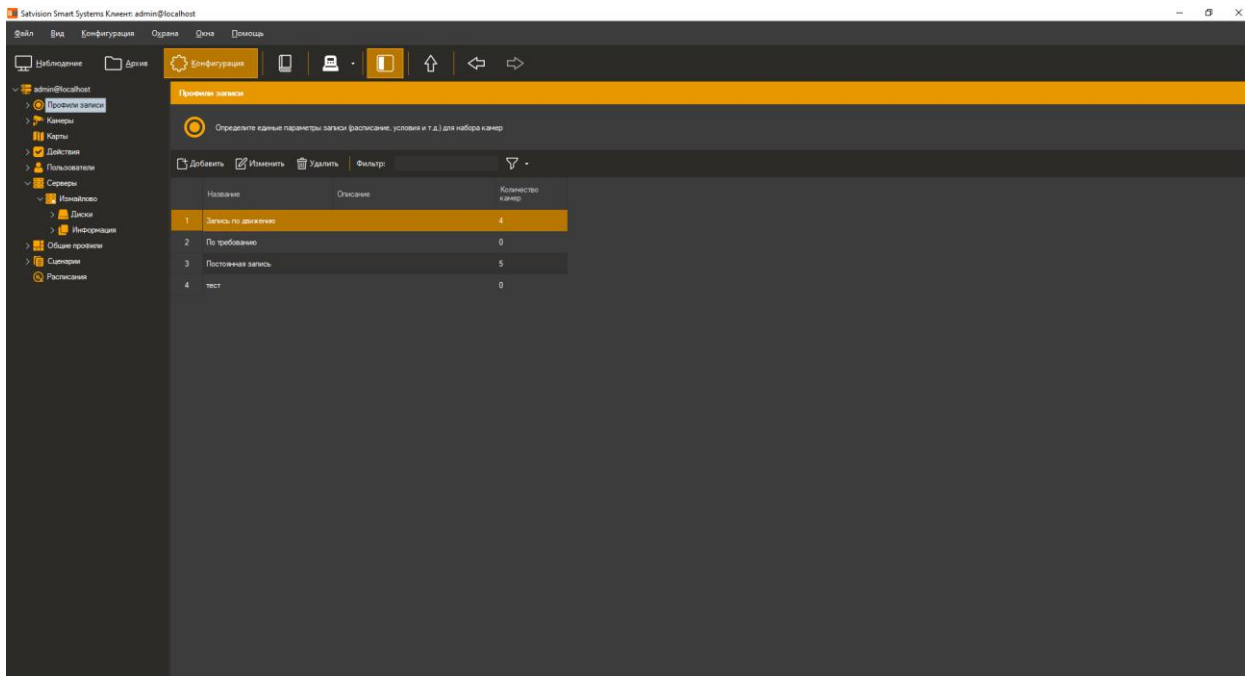 Satvision Smart Systems Клиент: admin@localhost
Файл Вид Конфигурация Охрана Окна Помощь
Наблюдение Архив Конфигурация
admin@localhost
Профили записи
Камеры
Карты
Действия
Пользователи
Серверы
Измайлово
Диски
Информация
Общие профили
Сценарии
Расписания
Профили записи
Определите единые параметры записи (расписание, условия и т.д.) для набора камер
Добавить Изменить Удалить Фильтр:
Название Описание Количество камер
1 Запись по движению 4
2 По требованию 0
3 Постоянная запись 5
4 тест 0